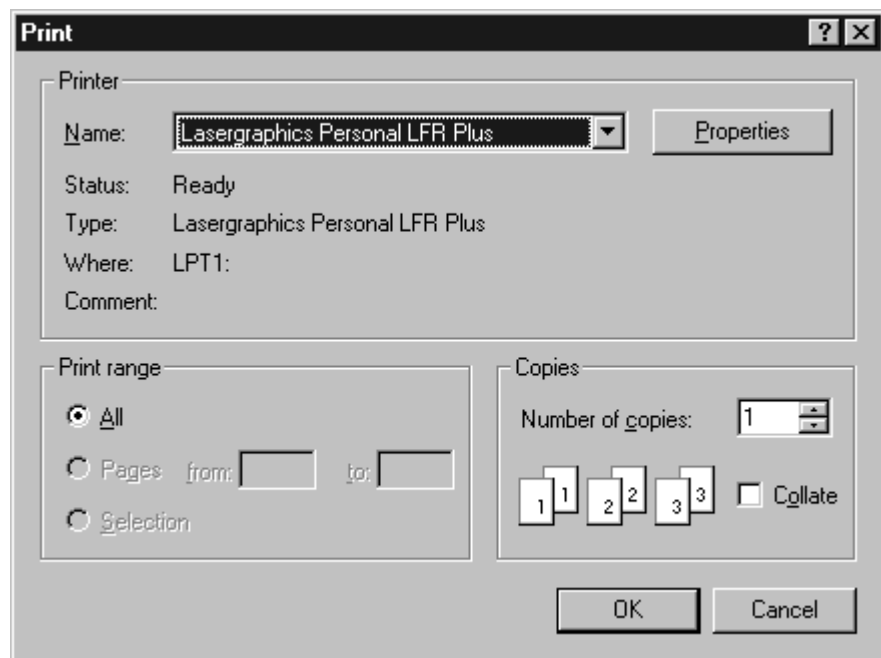 Print
Printer
Name: Lasergraphics Personal LFR Plus Properties
Status: Ready
Type: Lasergraphics Personal LFR Plus
Where: LPT1:
Comment:
Print range
All
Pages from: to:
Selection
Copies
Number of copies: 1
1 1 2 2 3 3 Collate
OK Cancel